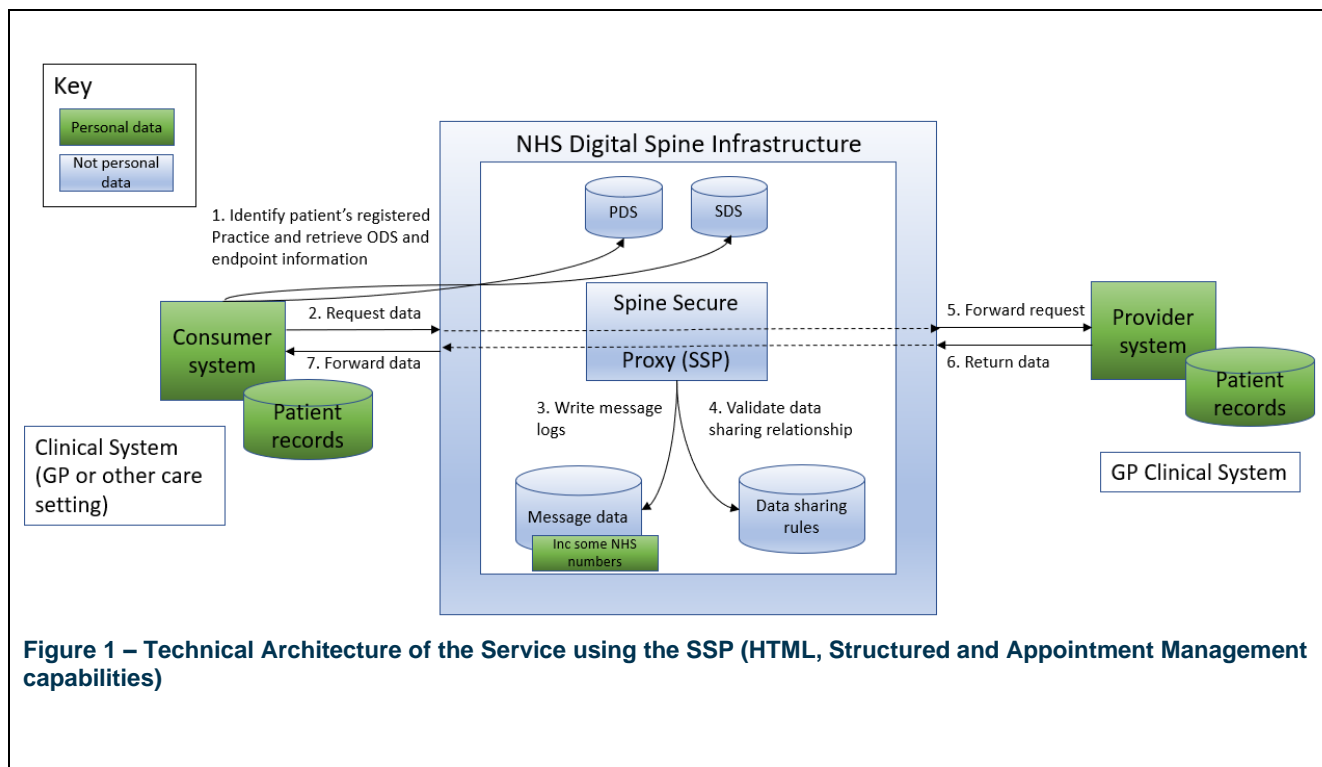 Key
Personal data
Not personal
data
NHS Digital Spine Infrastructure
PDS
SDS
1. Identify patient's registered
Practice and retrieve ODS and
endpoint information
Consumer
system
Patient
records
2. Request data
7. Forward data
Spine Secure
Proxy (SSP)
5. Forward request
6. Return data
Provider
system
Patient
records
Clinical System
(GP or other care
setting)
GP Clinical System
3. Write message
logs
4. Validate data
sharing relationship
Message data
Inc some NHS
numbers
Data sharing
rules
Figure 1 – Technical Architecture of the Service using the SSP (HTML, Structured and Appointment Management
capabilities)